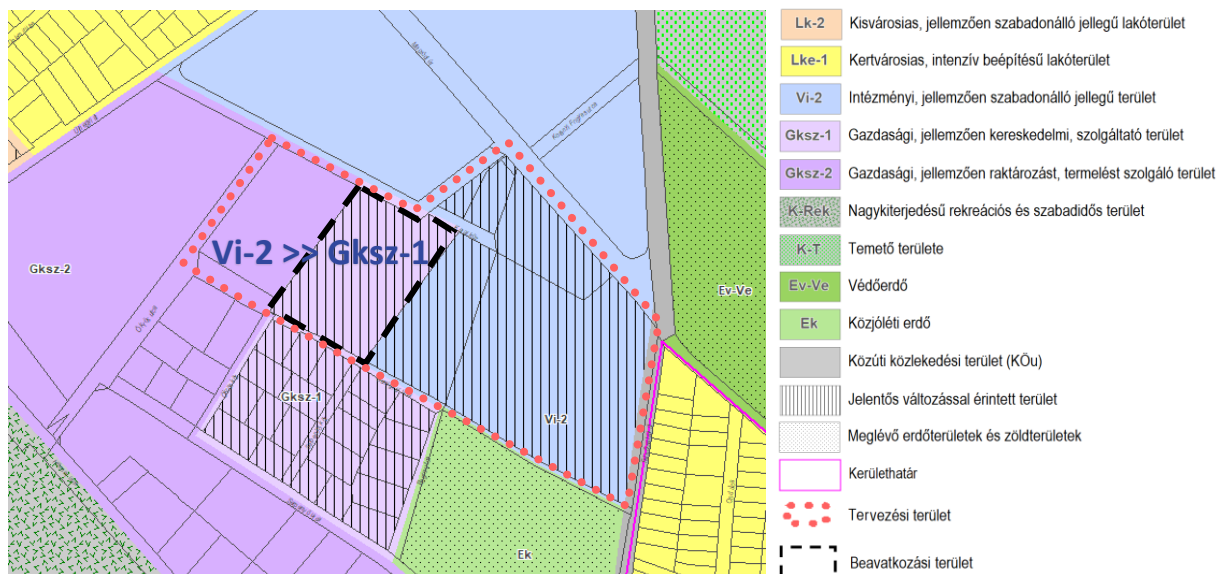 Vi-2 >> Gksz-1
Gksz-2
Gksz-1
Vi-2
Ev-Ve
Ek
Lk-2 Kisvárosias, jellemzően szabadonálló jellegű lakóterület
Lke-1 Kertvárosias, intenzív beépítésű lakóterület
Vi-2 Intézményi, jellemzően szabadonálló jellegű terület
Gksz-1 Gazdasági, jellemzően kereskedelmi, szolgáltató terület
Gksz-2 Gazdasági, jellemzően raktározást, termelést szolgáló terület
K-Rek Nagykiterjedésű rekreációs és szabadidős terület
K-T Temető területe
Ev-Ve Védőerdő
Ek Közjóléti erdő
Közúti közlekedési terület (KÖu)
Jelentős változással érintett terület
Meglévő erdőterületek és zöldterületek
Kerülethatár
Tervezési terület
Beavatkozási terület